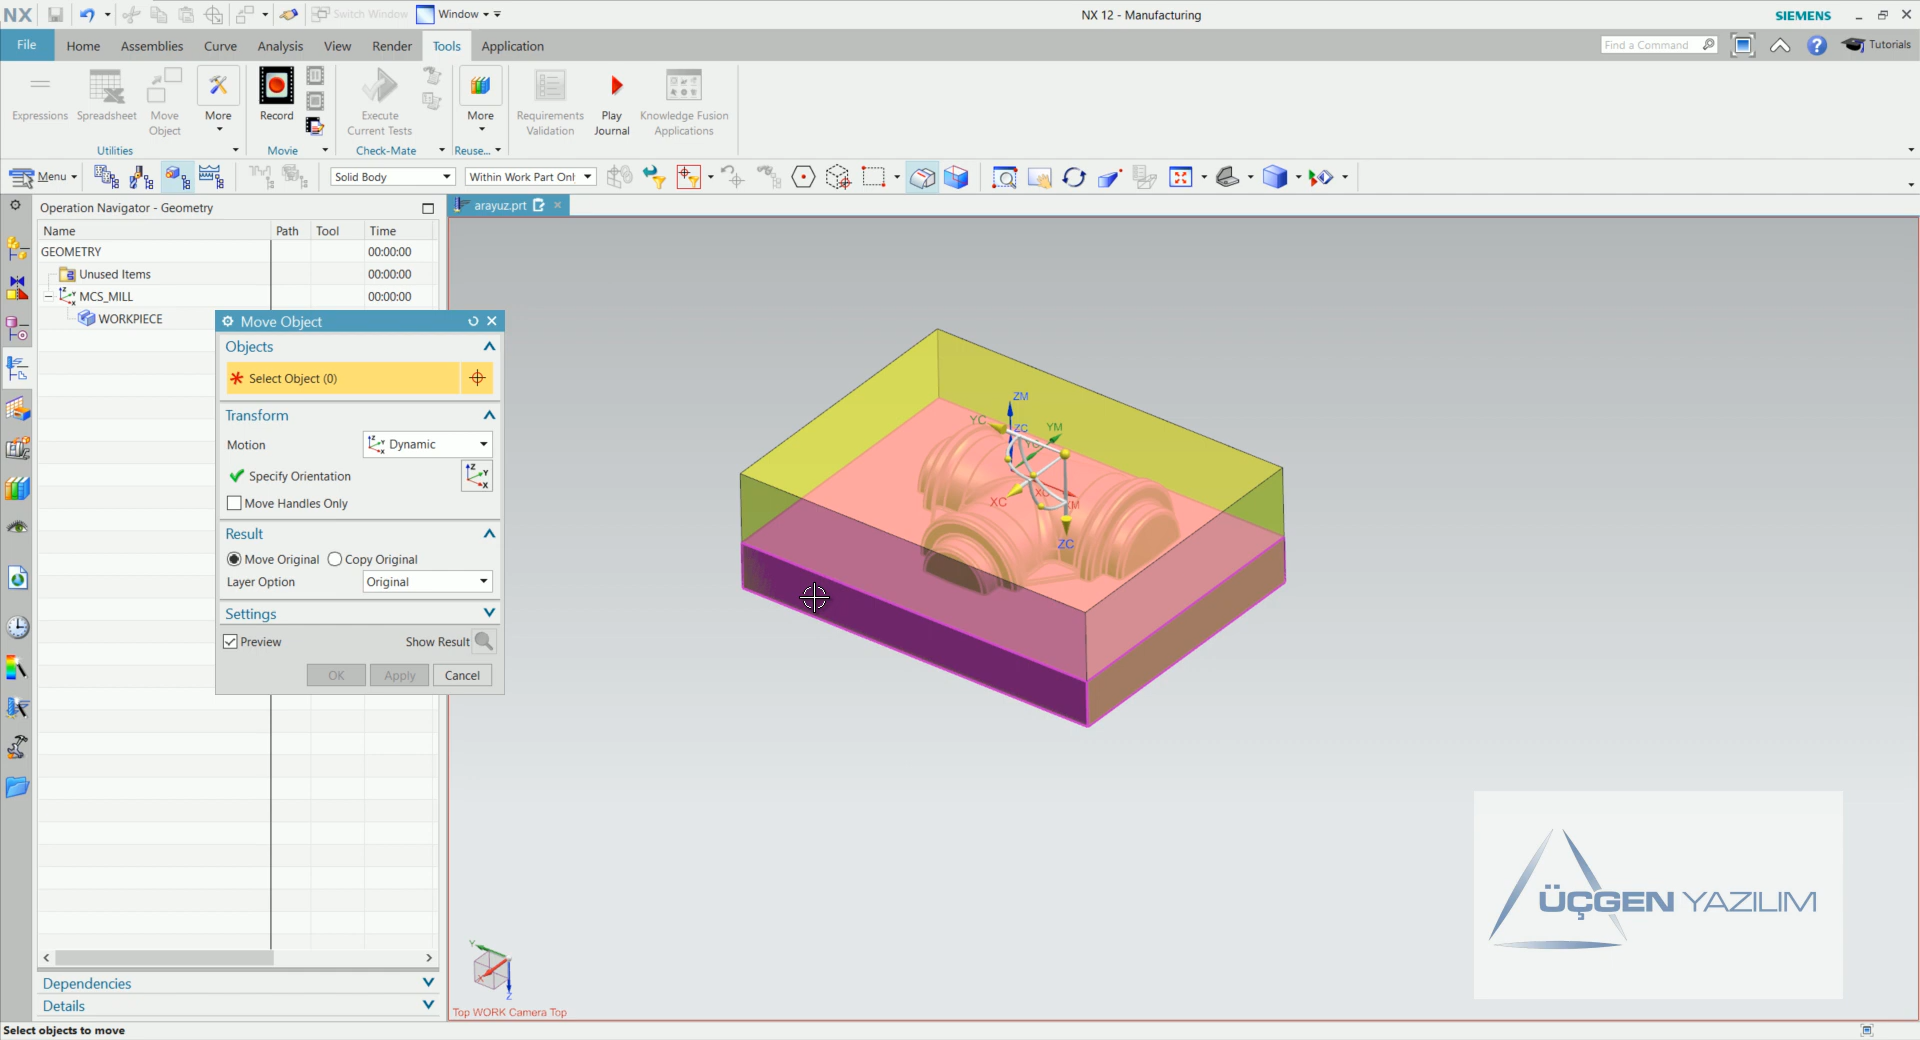 NX
Switch Window
Window
NX 12 - Manufacturing
SIEMENS
File
Home
Assemblies
Curve
Analysis
View
Render
Tools
Application
Find a Command
Tutorials
Expressions
Spreadsheet
Move Object
More
Record
Execute Current Tests
More
Requirements Validation
Play Journal
Knowledge Fusion Applications
Utilities
Movie
Check-Mate
Reuse...
Menu
Solid Body
Within Work Part Onl
Operation Navigator - Geometry
arayuz.prt
Name Path Tool Time
GEOMETRY 00:00:00
Unused Items 00:00:00
MCS_MILL 00:00:00
WORKPIECE
Move Object
Objects
Select Object (0)
Transform
Motion
Dynamic
Specify Orientation
Move Handles Only
Result
Move Original
Copy Original
Layer Option
Original
Settings
Preview
Show Result
OK
Apply
Cancel
ZM
YC
ZC
YM
XC
XC
ZC
ÜÇGEN YAZILIM
Y
X
Z
Top WORK Camera Top
Dependencies
Details
Select objects to move